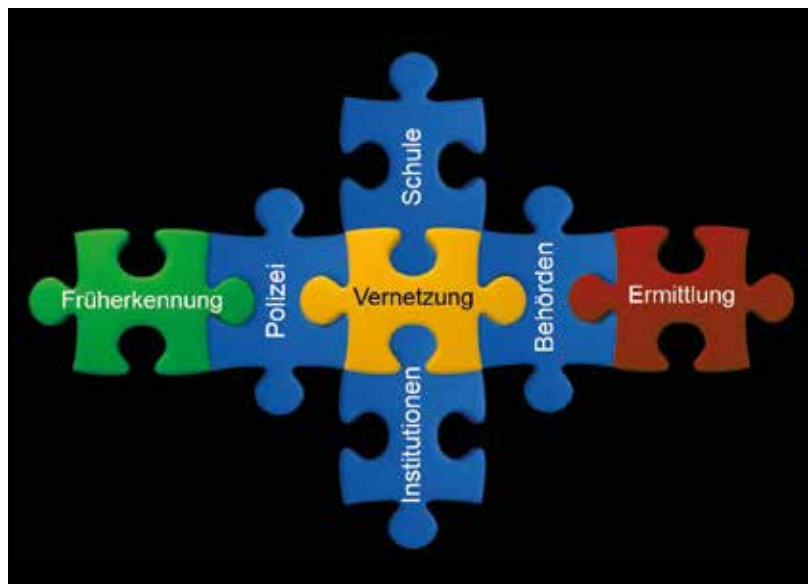 Schule
Früherkennung
Polizei
Vernetzung
Behörden
Ermittlung
Institutionen